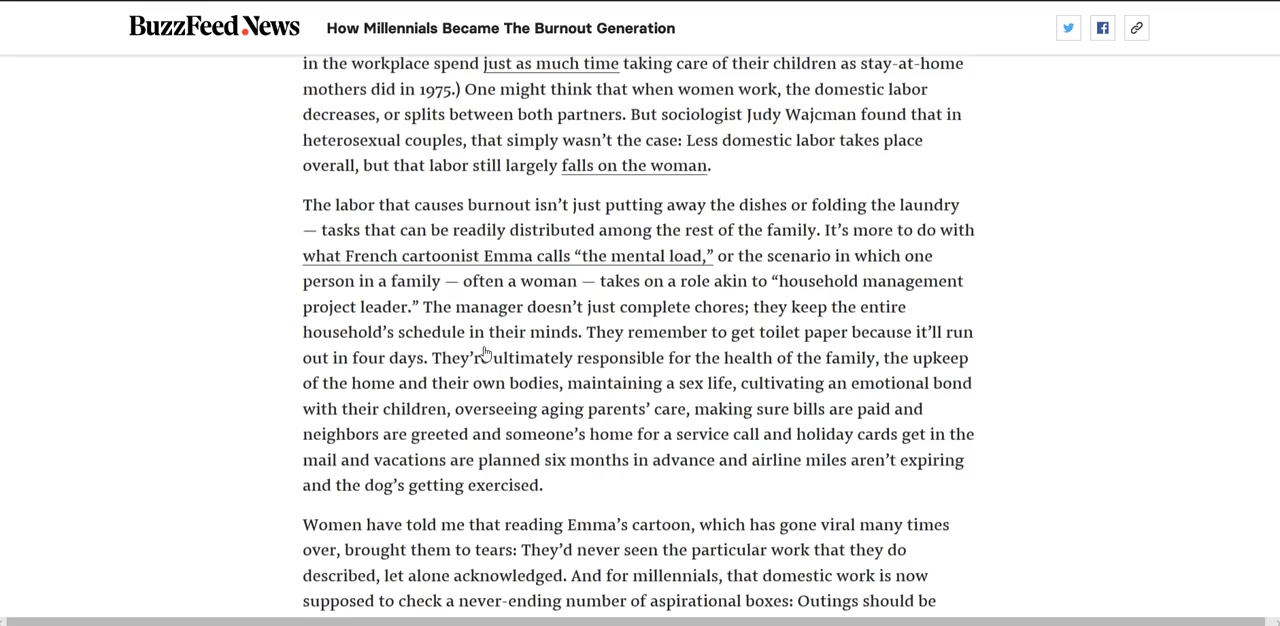 BuzzFeed News How Millennials Became The Burnout Generation
in the workplace spend just as much time taking care of their children as stay-at-home
mothers did in 1975.) One might think that when women work, the domestic labor
decreases, or splits between both partners. But sociologist Judy Wajcman found that in
heterosexual couples, that simply wasn’t the case: Less domestic labor takes place
overall, but that labor still largely falls on the woman.
The labor that causes burnout isn’t just putting away the dishes or folding the laundry
— tasks that can be readily distributed among the rest of the family. It’s more to do with
what French cartoonist Emma calls “the mental load,” or the scenario in which one
person in a family — often a woman — takes on a role akin to “household management
project leader.” The manager doesn’t just complete chores; they keep the entire
household’s schedule in their minds. They remember to get toilet paper because it’ll run
out in four days. They’re ultimately responsible for the health of the family, the upkeep
of the home and their own bodies, maintaining a sex life, cultivating an emotional bond
with their children, overseeing aging parents’ care, making sure bills are paid and
neighbors are greeted and someone’s home for a service call and holiday cards get in the
mail and vacations are planned six months in advance and airline miles aren’t expiring
and the dog’s getting exercised.
Women have told me that reading Emma’s cartoon, which has gone viral many times
over, brought them to tears: They’d never seen the particular work that they do
described, let alone acknowledged. And for millennials, that domestic work is now
supposed to check a never-ending number of aspirational boxes: Outings should be